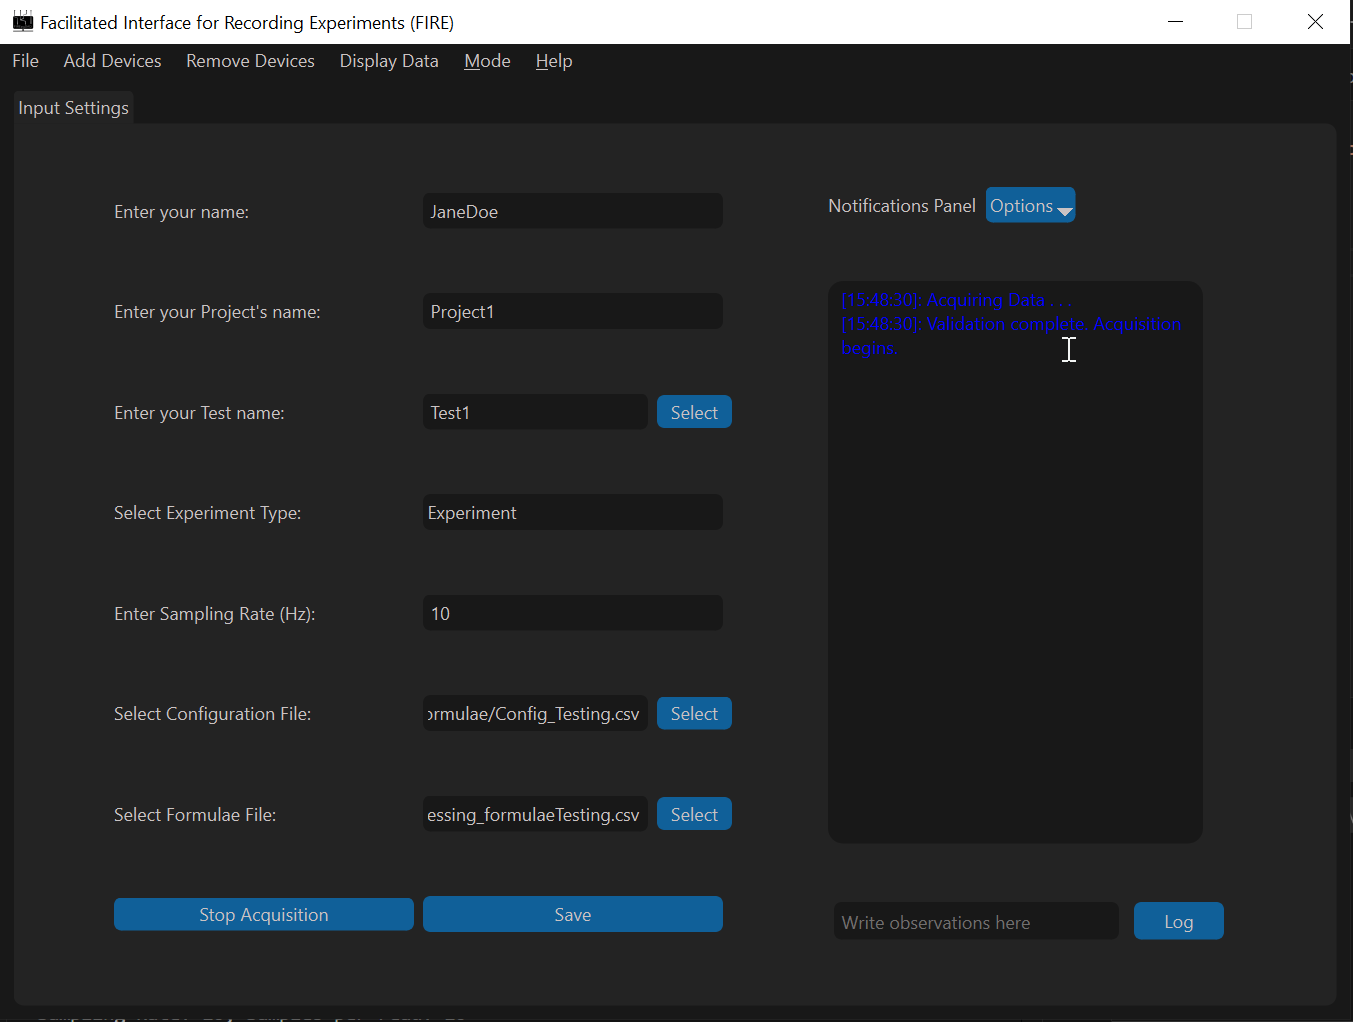 Facilitated Interface for Recording Experiments (FIRE)
File Add Devices Remove Devices Display Data Mode Help
Input Settings
Enter your name: JaneDoe
Notifications Panel Options
Enter your Project's name: Project1
[15:48:30]: Acquiring Data . . .
[15:48:30]: Validation complete. Acquisition
begins.
Enter your Test name: Test1 Select
Select Experiment Type: Experiment
Enter Sampling Rate (Hz): 10
Select Configuration File: ormulae/Config_Testing.csv Select
Select Formulae File: essing_formulaeTesting.csv Select
Stop Acquisition Save
Write observations here Log